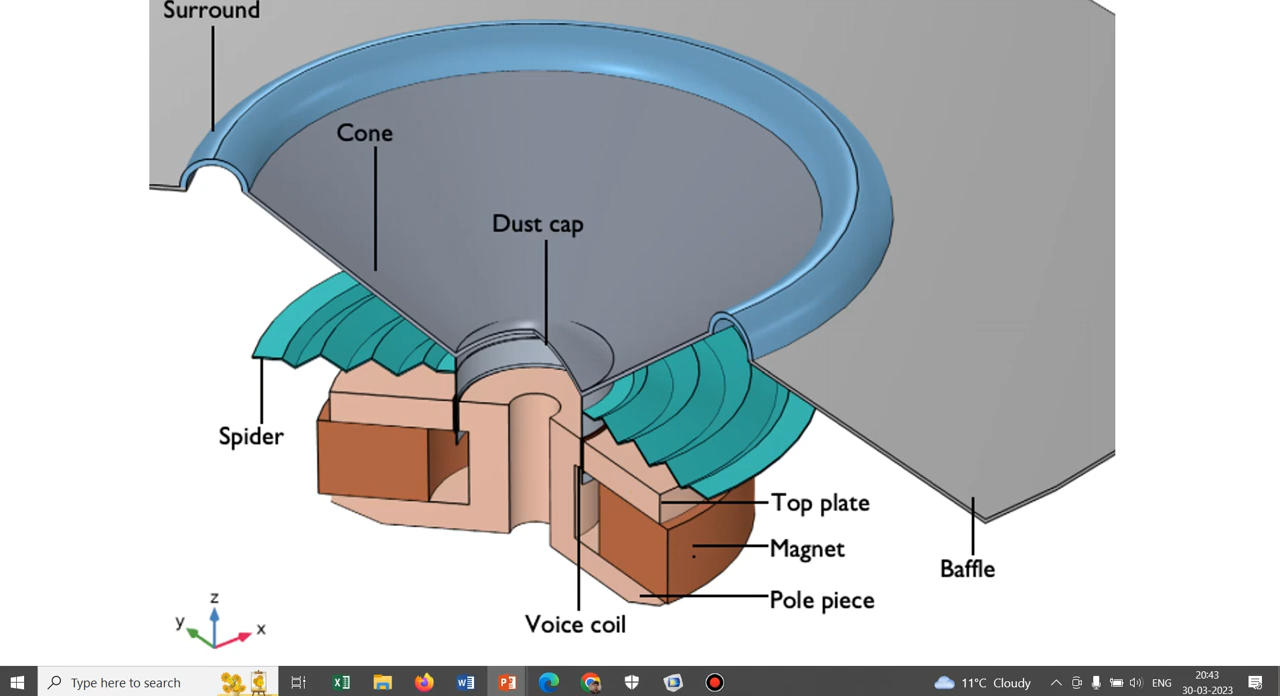 Surround
Cone
Dust cap
Spider
Top plate
Magnet
Baffle
Pole piece
Voice coil
z
y
x
Type here to search
11°C Cloudy
ENG
20:43
30-03-2023